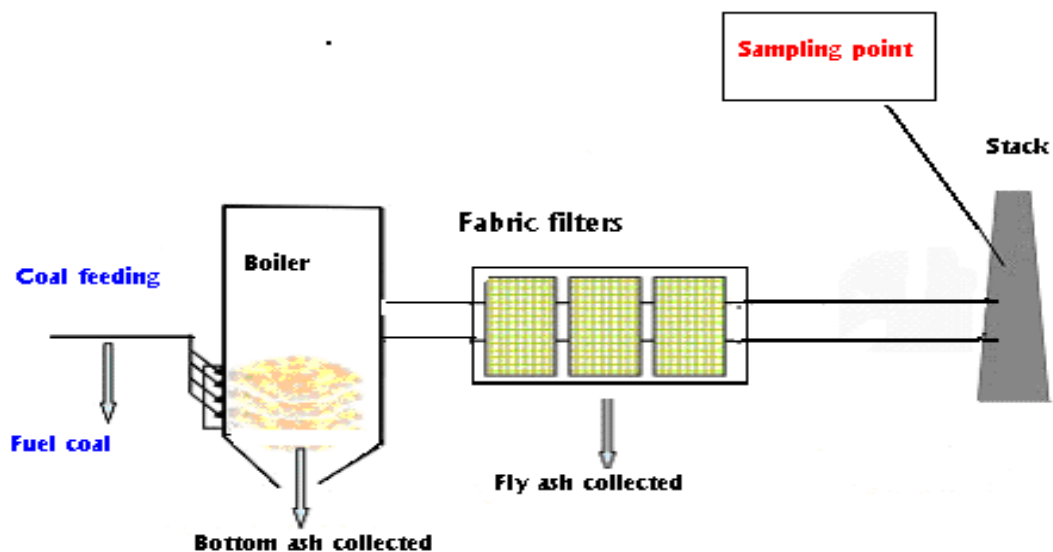 Sampling point
Stack
Fabric filters
Boiler
Coal feeding
Fuel coal
Fly ash collected
Bottom ash collected